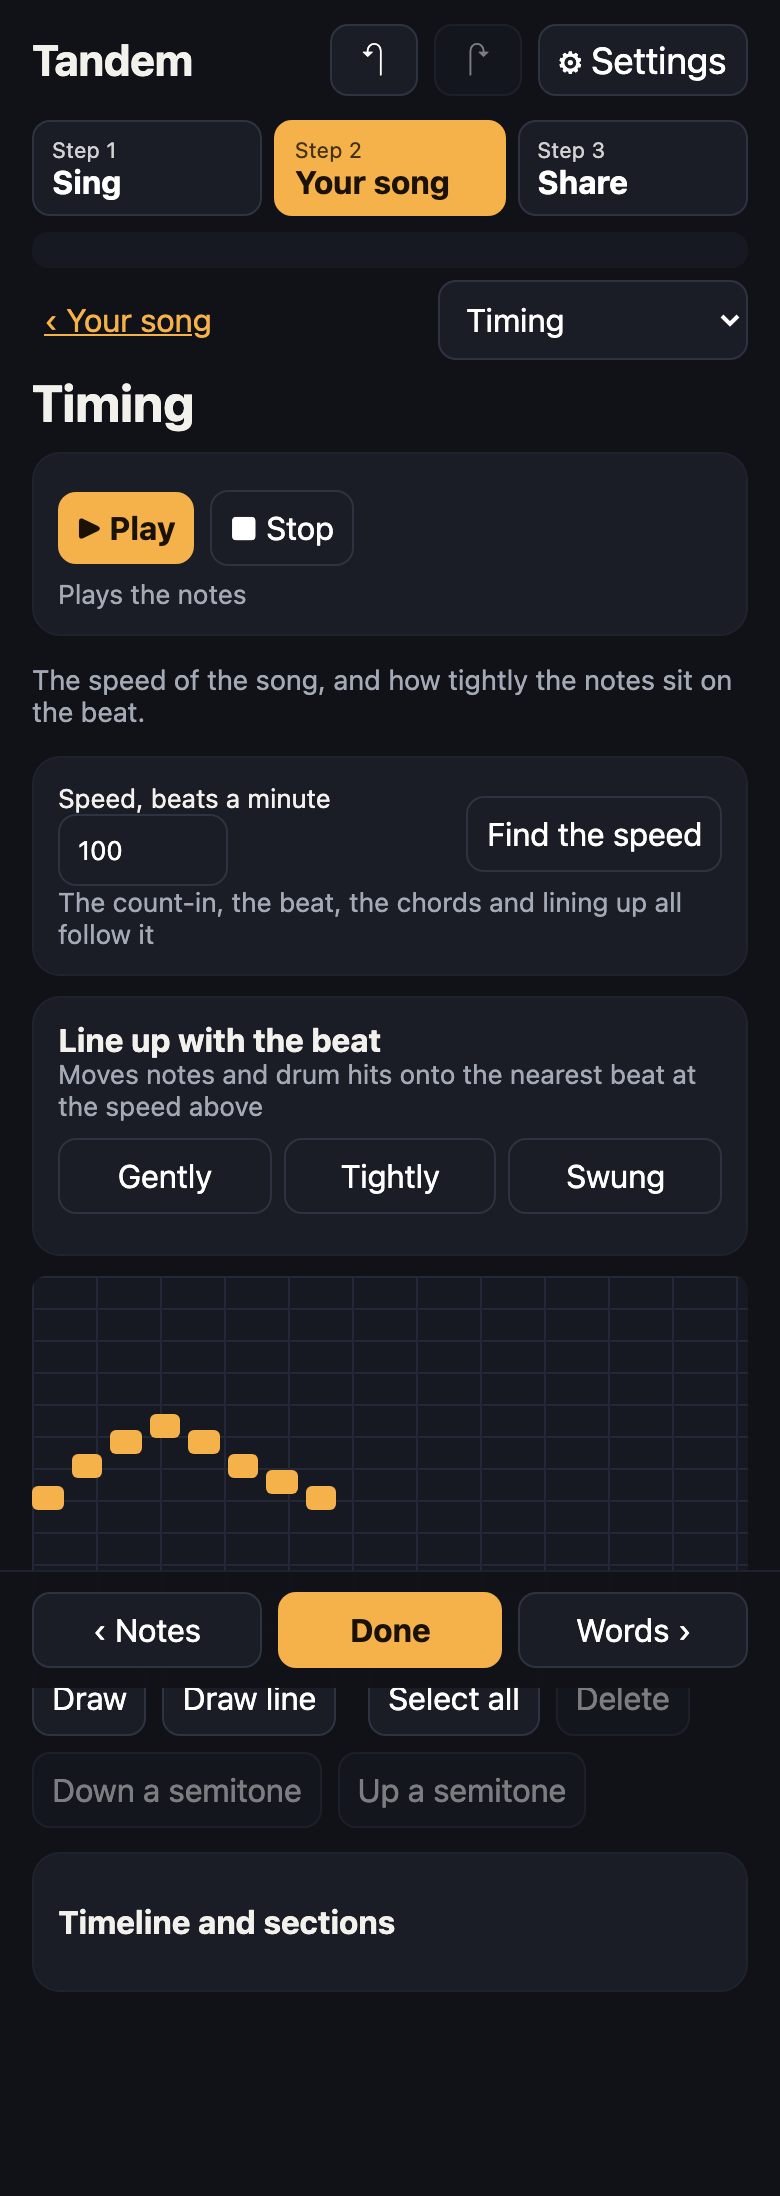 Tandem
Settings
Step 1
Sing
Step 2
Your song
Step 3
Share
‹ Your song
Timing
Timing
Play
Stop
Plays the notes
The speed of the song, and how tightly the notes sit on
the beat.
Speed, beats a minute
100
Find the speed
The count-in, the beat, the chords and lining up all
follow it
Line up with the beat
Moves notes and drum hits onto the nearest beat at
the speed above
Gently
Tightly
Swung
‹ Notes
Done
Words ›
Draw
Draw line
Select all
Delete
Down a semitone
Up a semitone
Timeline and sections